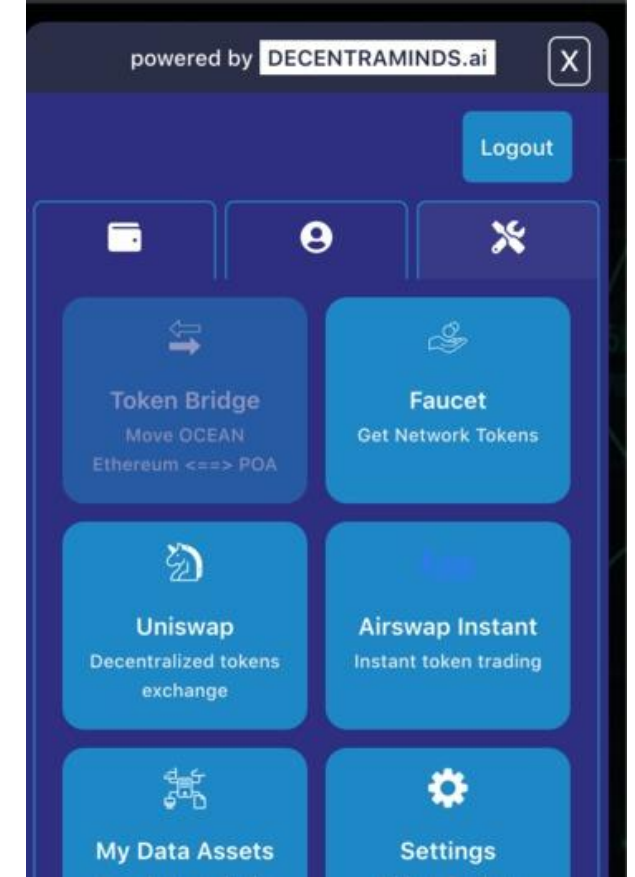 powered by DECENTRAMINDS.ai
X
Logout
Token Bridge
Move OCEAN
Ethereum <==> POA
Faucet
Get Network Tokens
Uniswap
Decentralized tokens
exchange
Airswap Instant
Instant token trading
My Data Assets
Settings